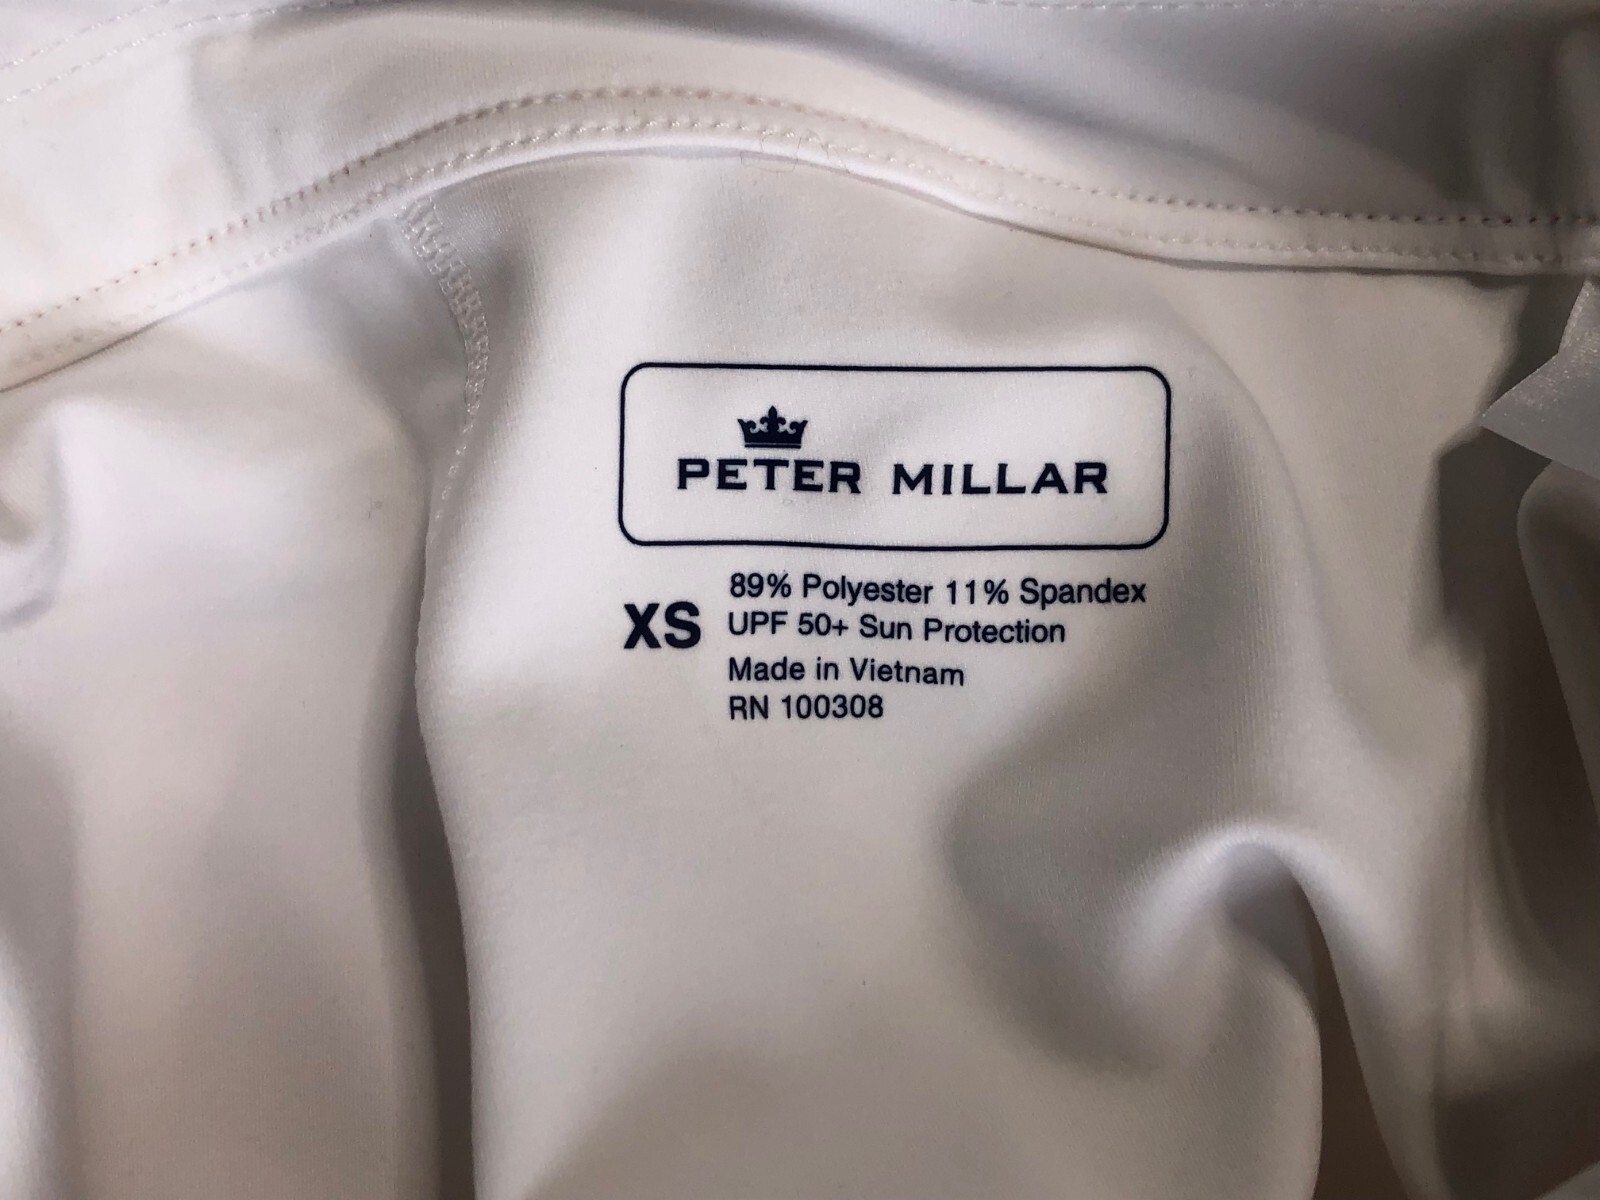 PETER MILLAR
XS
89% Polyester 11% Spandex
UPF 50+ Sun Protection
Made in Vietnam
RN 100308